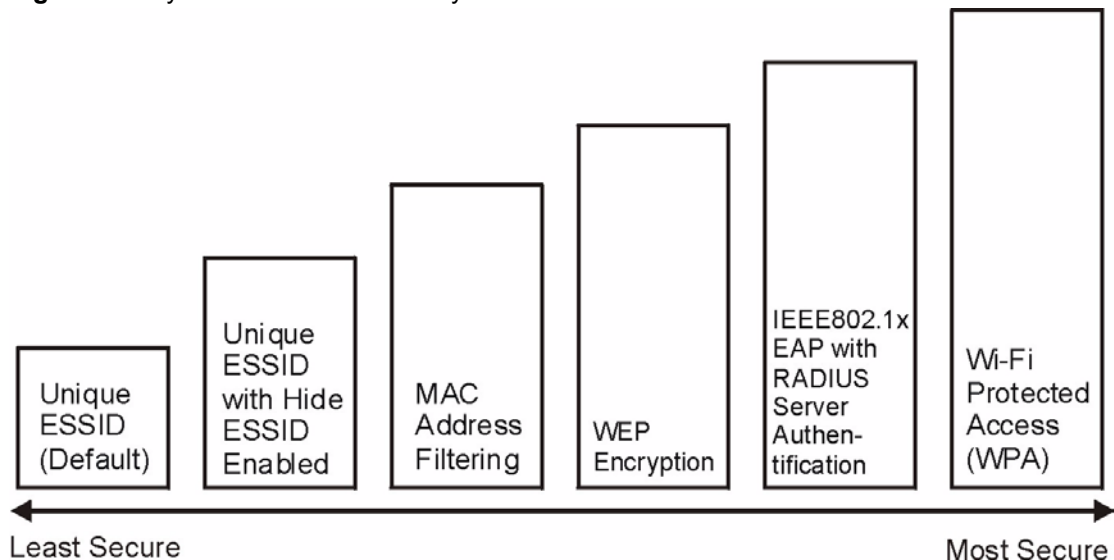 Unique
ESSID
(Default)
Unique
ESSID
with Hide
ESSID
Enabled
MAC
Address
Filtering
WEP
Encryption
IEEE802.1x
EAP with
RADIUS
Server
Authen-
tification
Wi-Fi
Protected
Access
(WPA)
Least Secure
Most Secure